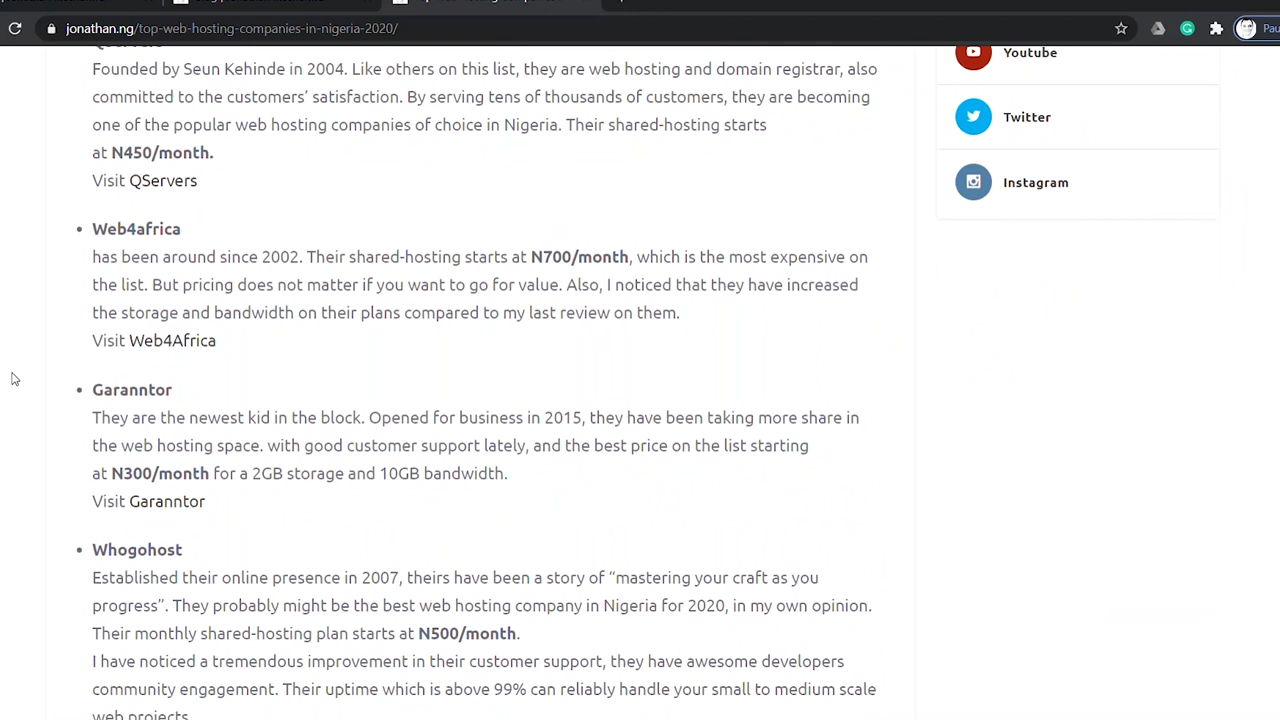 jonathan.ng/top-web-hosting-companies-in-nigeria-2020/
Pau
QServers
Founded by Seun Kehinde in 2004. Like others on this list, they are web hosting and domain registrar, also
committed to the customers' satisfaction. By serving tens of thousands of customers, they are becoming
one of the popular web hosting companies of choice in Nigeria. Their shared-hosting starts
at N450/month.
Visit QServers
• Web4africa
has been around since 2002. Their shared-hosting starts at N700/month, which is the most expensive on
the list. But pricing does not matter if you want to go for value. Also, I noticed that they have increased
the storage and bandwidth on their plans compared to my last review on them.
Visit Web4Africa
• Garanntor
They are the newest kid in the block. Opened for business in 2015, they have been taking more share in
the web hosting space. with good customer support lately, and the best price on the list starting
at N300/month for a 2GB storage and 10GB bandwidth.
Visit Garanntor
• Whogohost
Established their online presence in 2007, theirs have been a story of “mastering your craft as you
progress”. They probably might be the best web hosting company in Nigeria for 2020, in my own opinion.
Their monthly shared-hosting plan starts at N500/month.
I have noticed a tremendous improvement in their customer support, they have awesome developers
community engagement. Their uptime which is above 99% can reliably handle your small to medium scale
web projects
Youtube
Twitter
Instagram